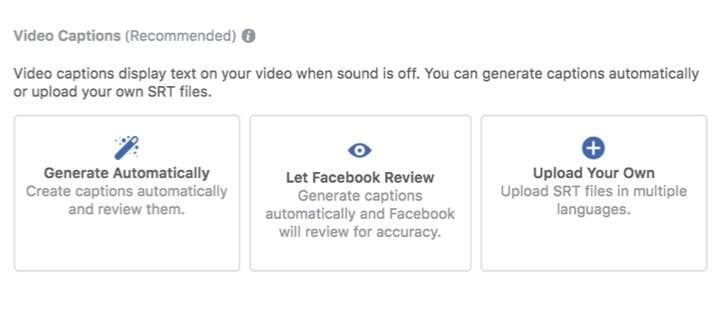 Video Captions (Recommended)
Video captions display text on your video when sound is off. You can generate captions automatically
or upload your own SRT files.
Generate Automatically
Create captions automatically
and review them.
Let Facebook Review
Generate captions
automatically and Facebook
will review for accuracy.
Upload Your Own
Upload SRT files in multiple
languages.